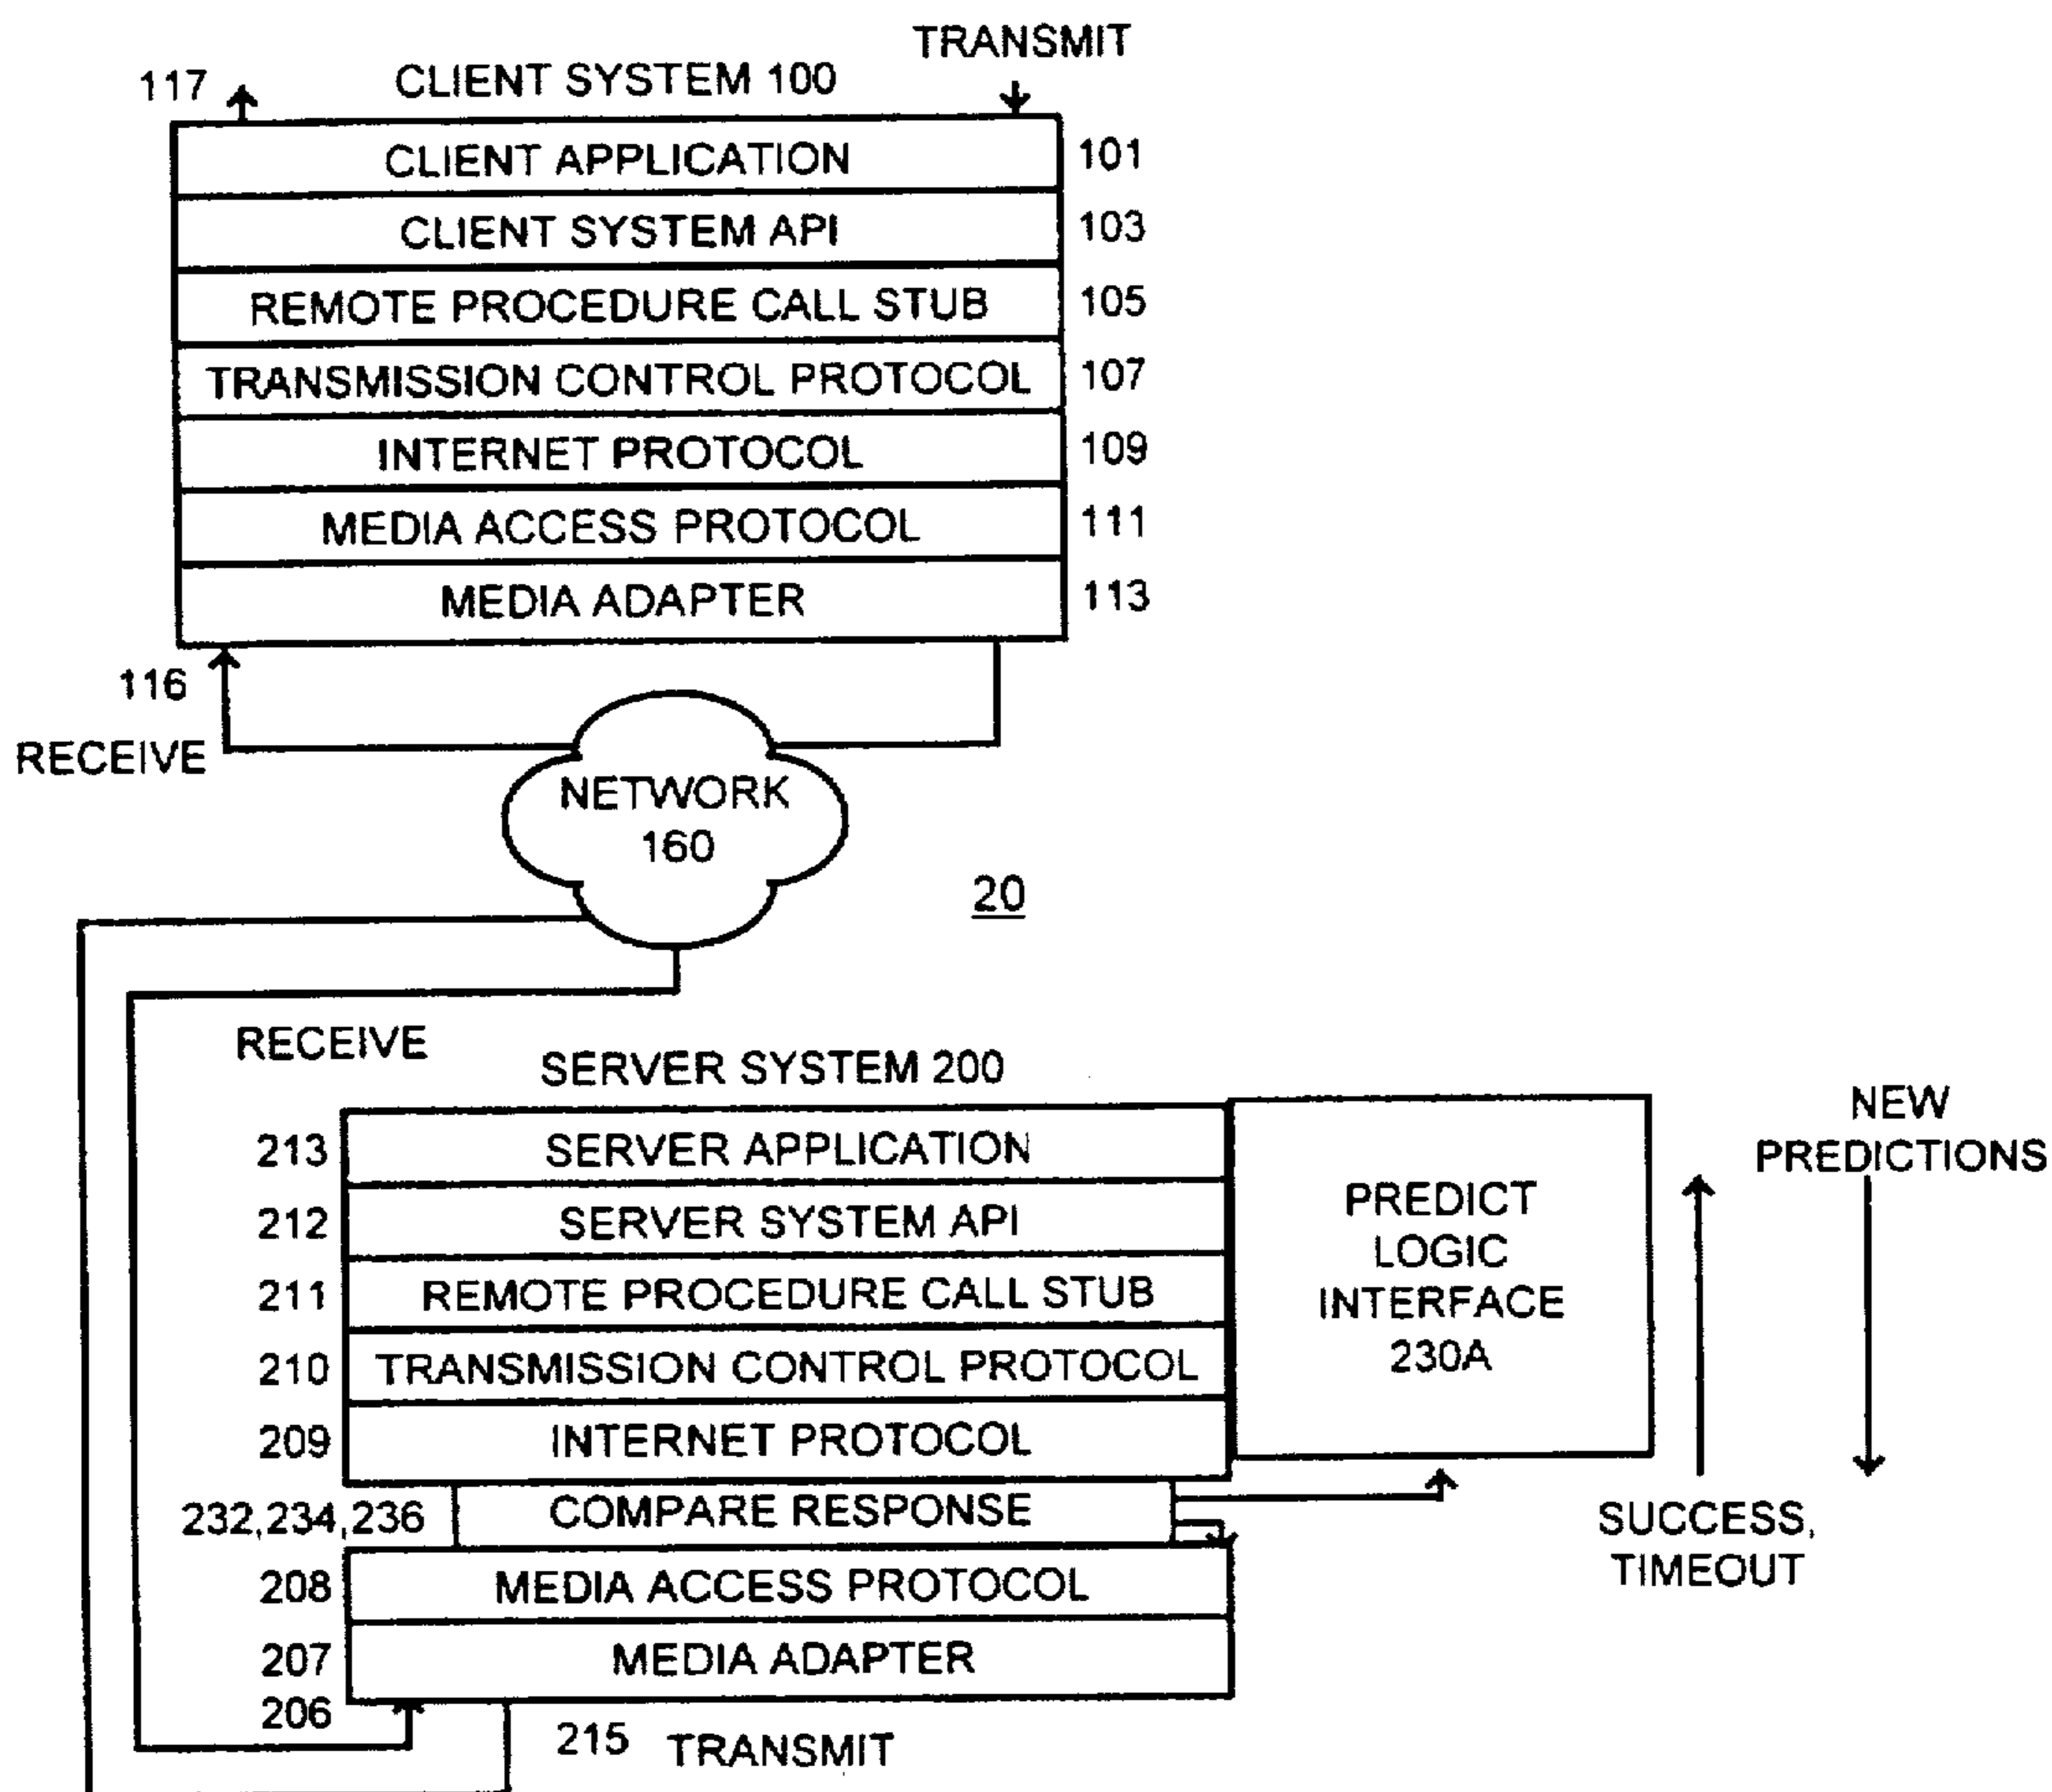 TRANSMIT
117
CLIENT SYSTEM 100
CLIENT APPLICATION 101
CLIENT SYSTEM API 103
REMOTE PROCEDURE CALL STUB 105
TRANSMISSION CONTROL PROTOCOL 107
INTERNET PROTOCOL 109
MEDIA ACCESS PROTOCOL 111
MEDIA ADAPTER 113
116
RECEIVE
NETWORK
160
20
RECEIVE
SERVER SYSTEM 200
213 SERVER APPLICATION
212 SERVER SYSTEM API
211 REMOTE PROCEDURE CALL STUB
210 TRANSMISSION CONTROL PROTOCOL
209 INTERNET PROTOCOL
232,234,236 COMPARE RESPONSE
208 MEDIA ACCESS PROTOCOL
207 MEDIA ADAPTER
206
215 TRANSMIT
PREDICT
LOGIC
INTERFACE
230A
NEW
PREDICTIONS
SUCCESS,
TIMEOUT